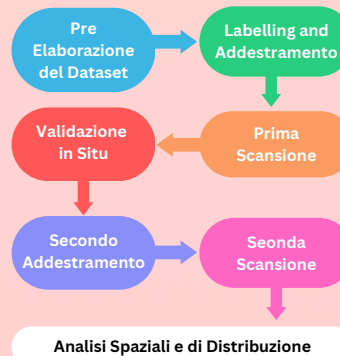 Pre
Elaborazione
del Dataset
Labelling and
Addestramento
Validazione
in Situ
Prima
Scansione
Secondo
Addestramento
Seonda
Scansione
Analisi Spaziali e di Distribuzione